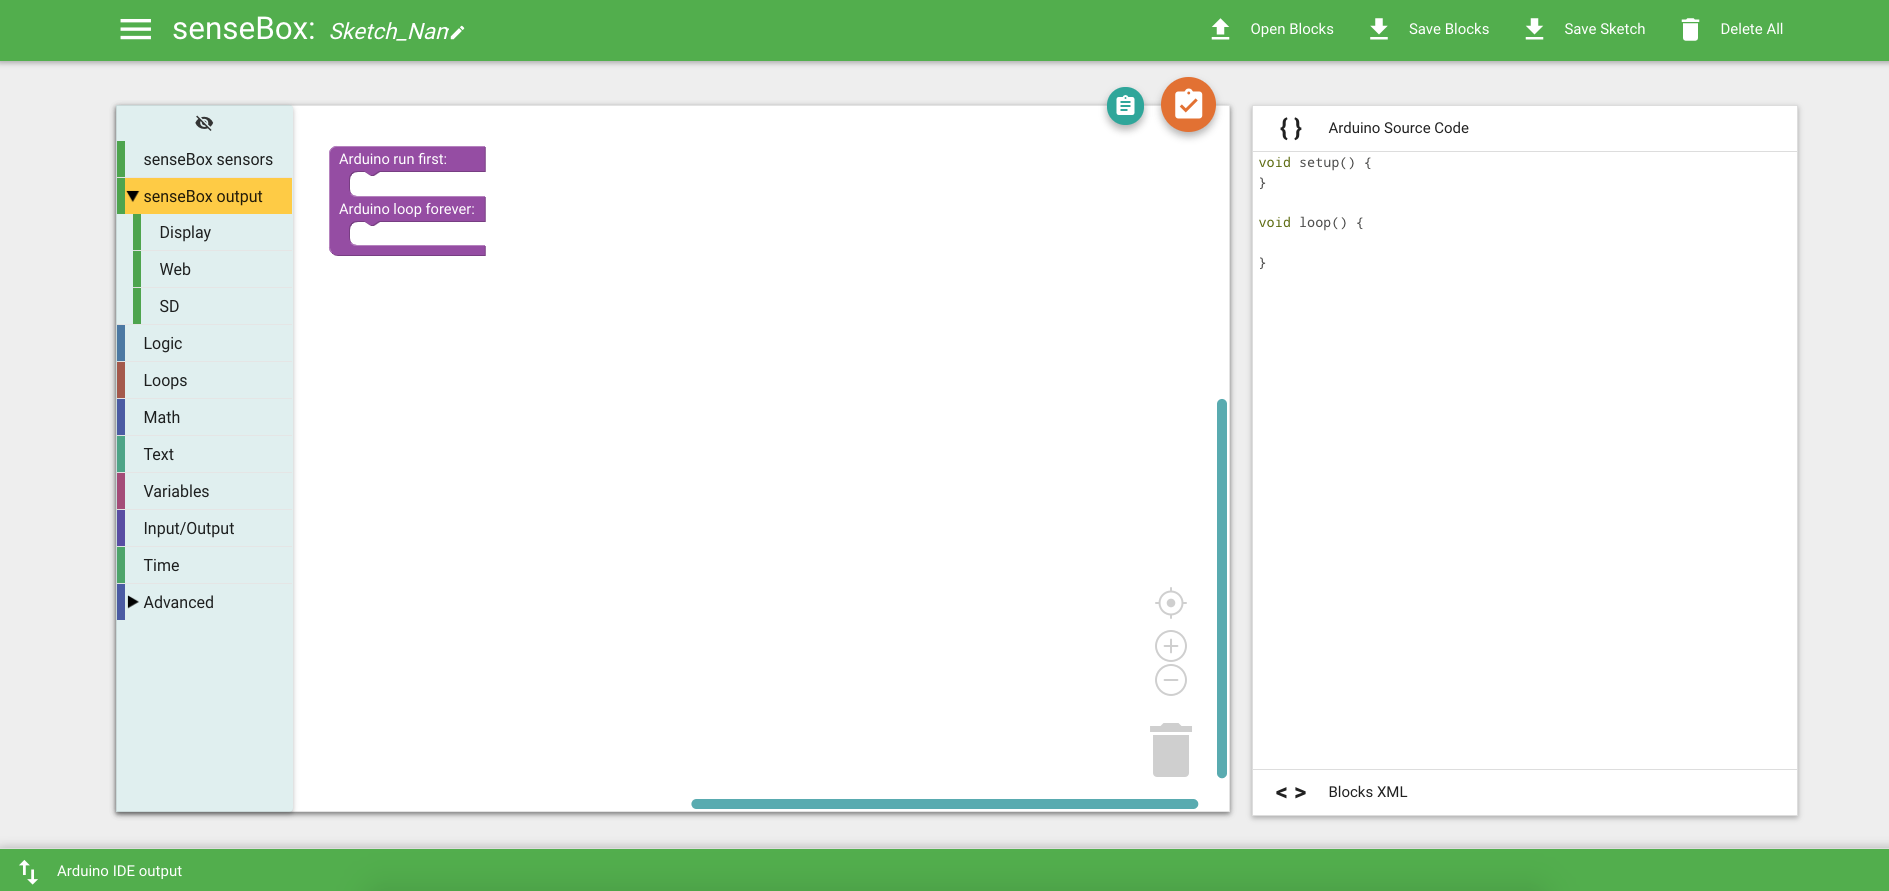 senseBox: Sketch_Nan
Open Blocks
Save Blocks
Save Sketch
Delete All
senseBox sensors
senseBox output
Display
Web
SD
Logic
Loops
Math
Text
Variables
Input/Output
Time
Advanced
Arduino run first:
Arduino loop forever:
{ } Arduino Source Code
void setup() {
}
void loop() {
}
< > Blocks XML
Arduino IDE output